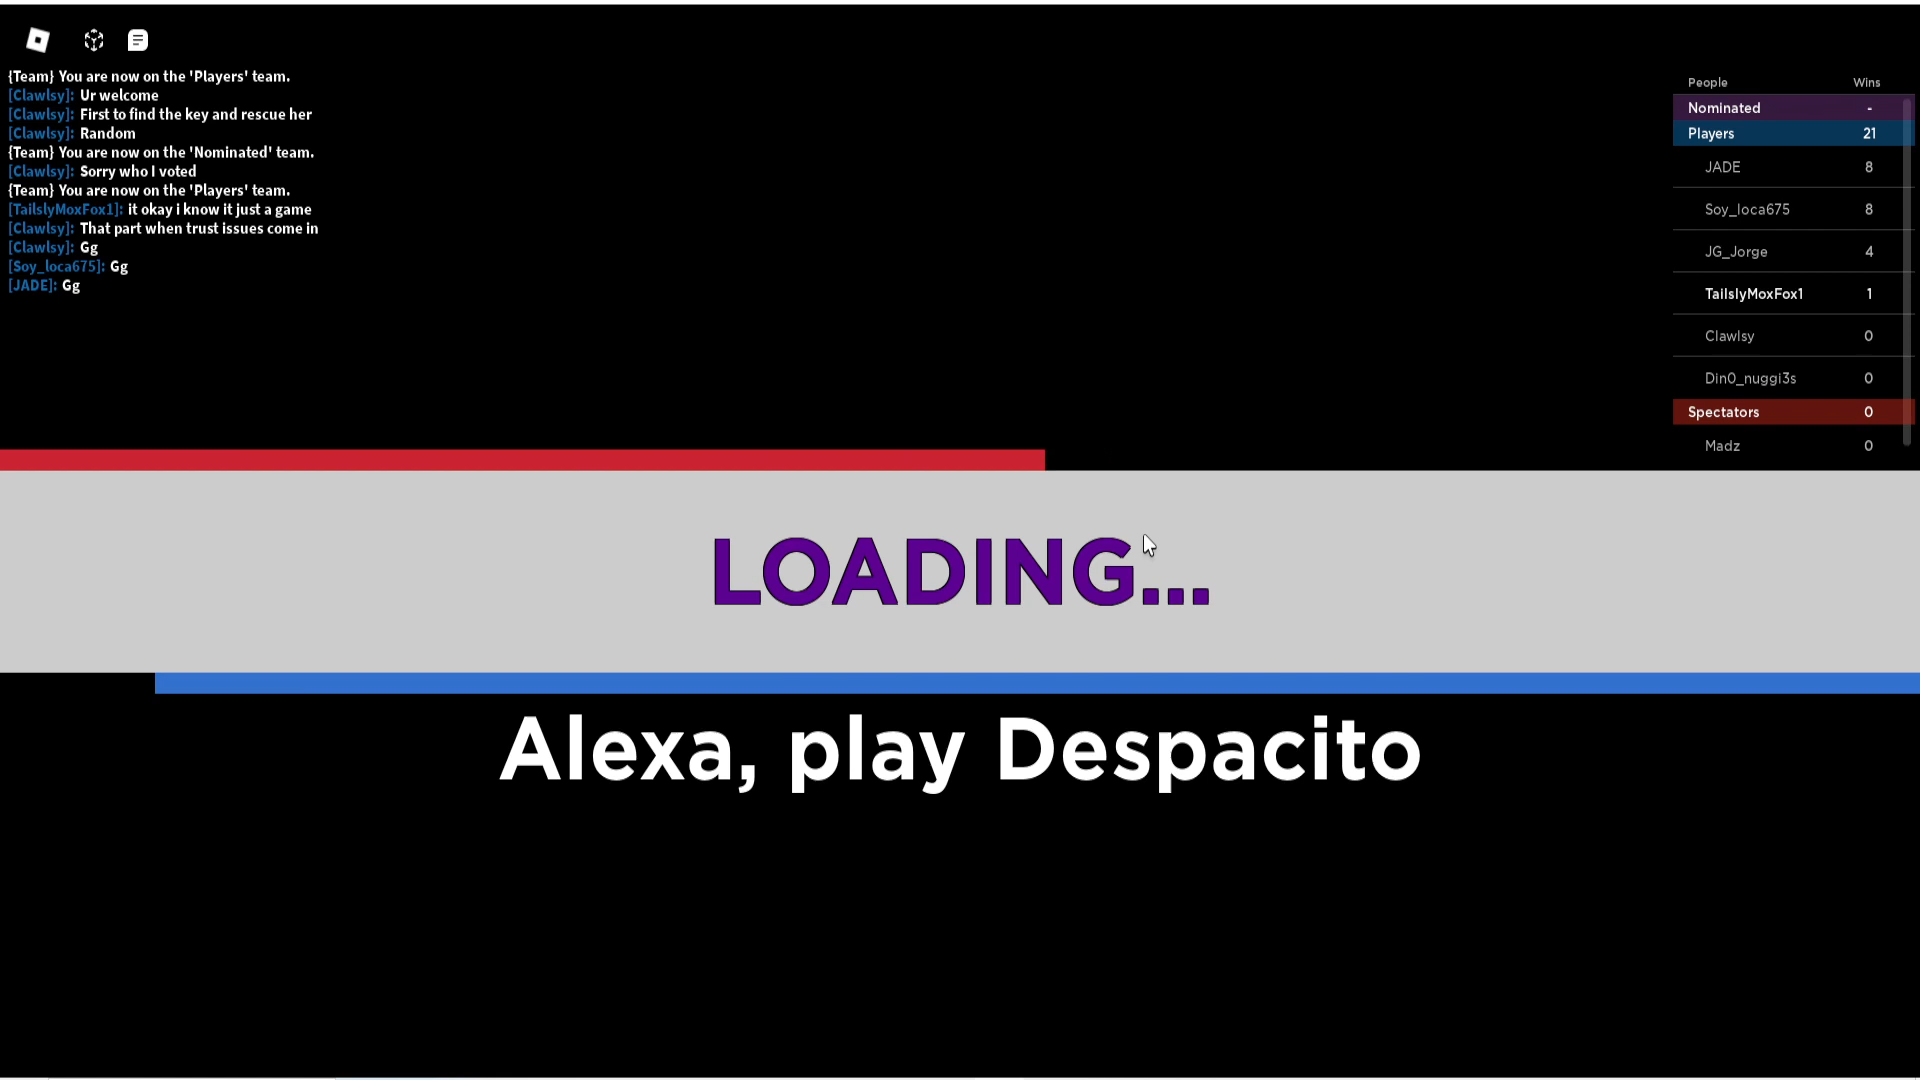 {Team} You are now on the 'Players' team.
[Clawlsy]: Ur welcome
[Clawlsy]: First to find the key and rescue her
[Clawlsy]: Random
{Team} You are now on the 'Nominated' team.
[Clawlsy]: Sorry who I voted
{Team} You are now on the 'Players' team.
[TailslyMoxFox1]: it okay i know it just a game
[Clawlsy]: That part when trust issues come in
[Clawlsy]: Gg
[Soy_loca675]: Gg
[JADE]: Gg
People Wins
Nominated -
Players 21
JADE 8
Soy_loca675 8
JG_Jorge 4
TailslyMoxFox1 1
Clawlsy 0
Din0_nuggi3s 0
Spectators 0
Madz 0
LOADING...
Alexa, play Despacito